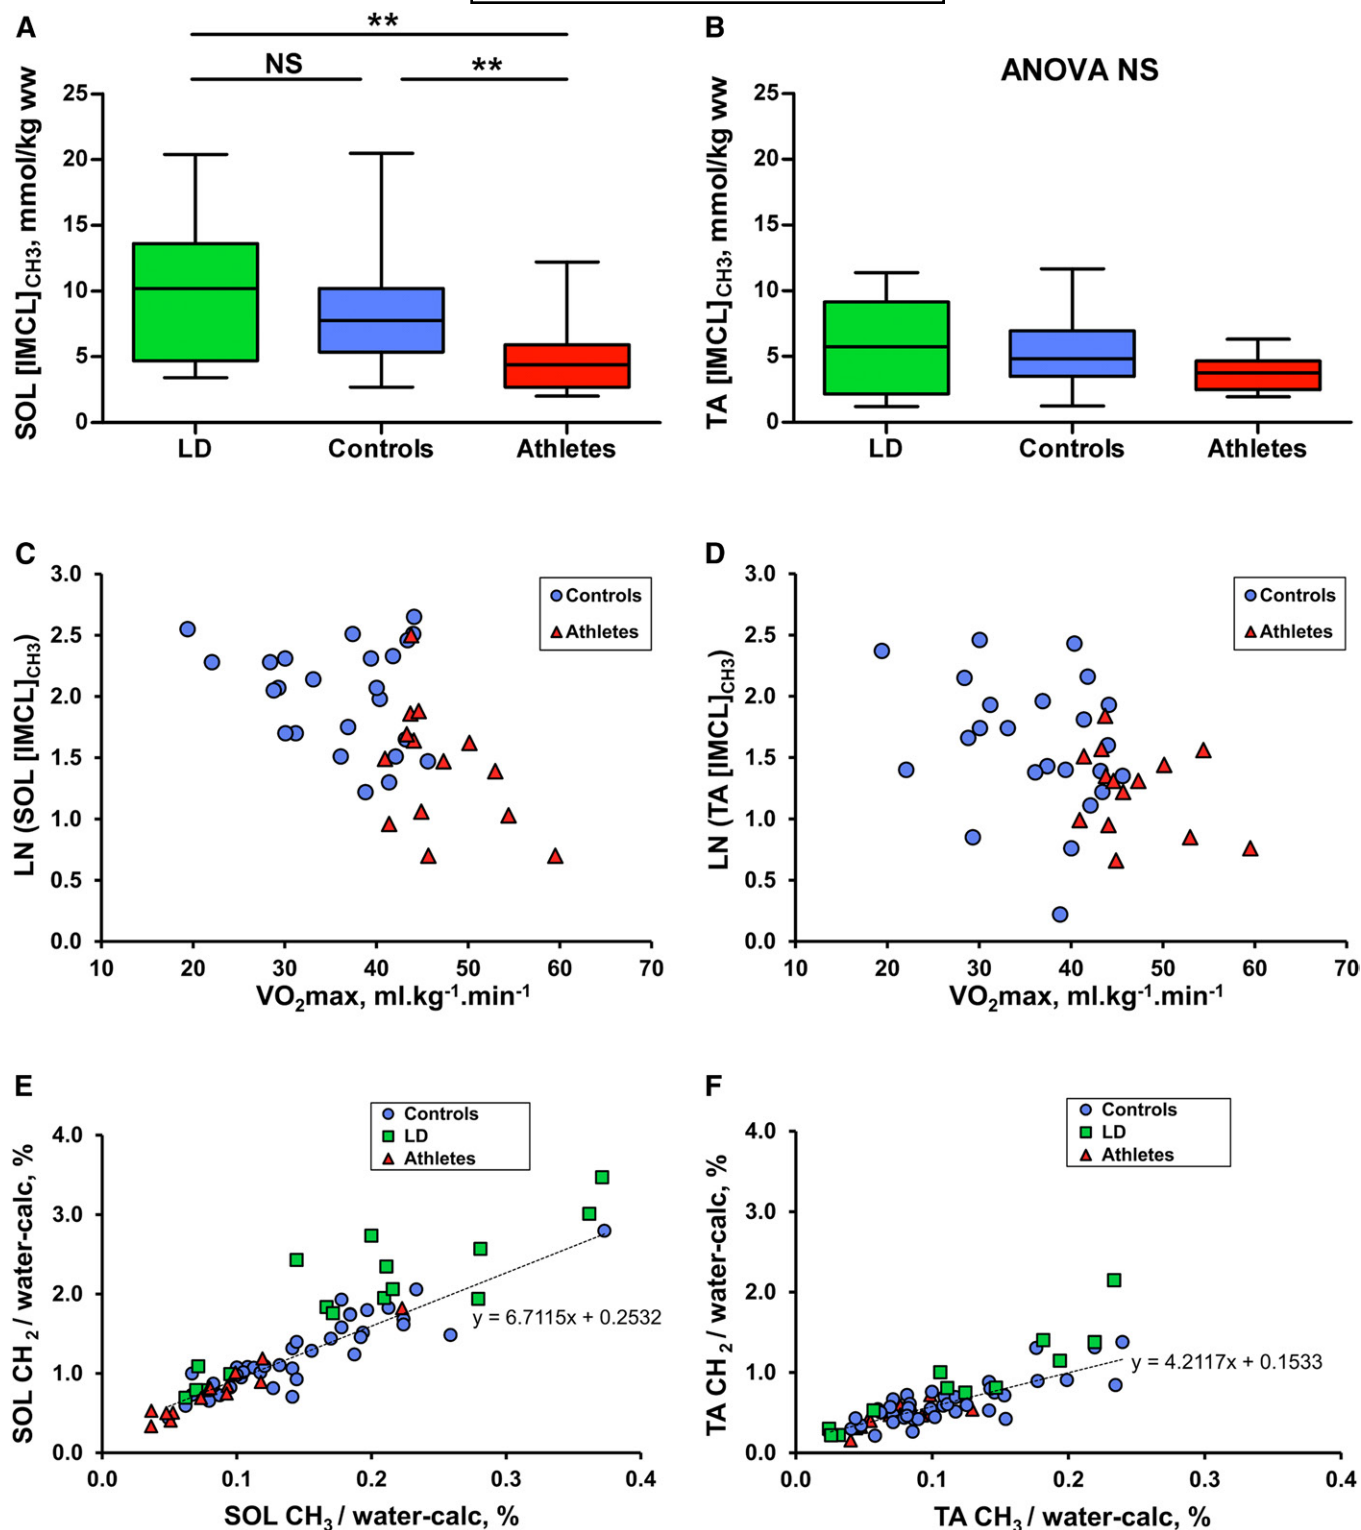 A
**
NS
**
SOL [IMCL]CH3, mmol/kg ww
25
20
15
10
5
0
LD
Controls
Athletes
B
ANOVA NS
TA [IMCL]CH3, mmol/kg ww
25
20
15
10
5
0
LD
Controls
Athletes
C
LN (SOL [IMCL]CH3)
3.0
2.5
2.0
1.5
1.0
0.5
0.0
Controls
Athletes
10
20
30
40
50
60
70
VO2max, ml.kg-1.min-1
D
LN (TA [IMCL]CH3)
3.0
2.5
2.0
1.5
1.0
0.5
0.0
Controls
Athletes
10
20
30
40
50
60
70
VO2max, ml.kg-1.min-1
E
SOL CH2 / water-calc, %
4.0
3.0
2.0
1.0
0.0
Controls
LD
Athletes
y = 6.7115x + 0.2532
0.0
0.1
0.2
0.3
0.4
SOL CH3 / water-calc, %
F
TA CH2 / water-calc, %
4.0
3.0
2.0
1.0
0.0
Controls
LD
Athletes
y = 4.2117x + 0.1533
0.0
0.1
0.2
0.3
0.4
TA CH3 / water-calc, %